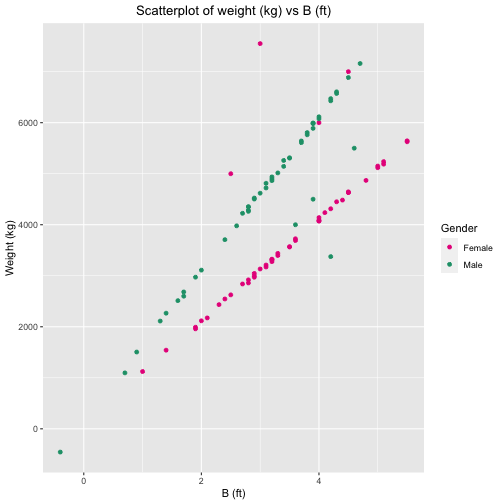 Scatterplot of weight (kg) vs B (ft)
6000
4000
2000
0
Weight (kg)
0 2 4
B (ft)
Gender
Female
Male